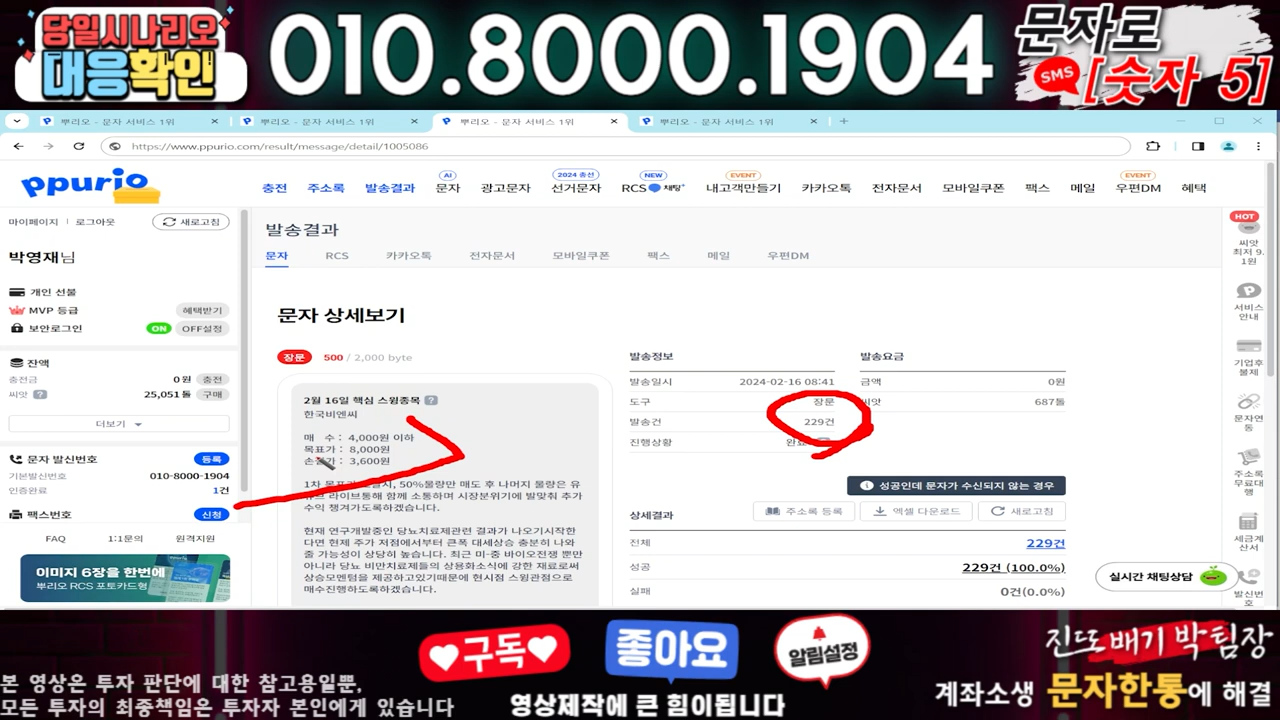 당일시나리오
대응확인
010.8000.1904
문자로
SMS
[숫자 5]
뿌리오 - 문자 서비스 1위
뿌리오 - 문자 서비스 1위
뿌리오 - 문자 서비스 1위
뿌리오 - 문자 서비스 1위
https://www.ppurio.com/result/message/detail/1005086
ppurio
AI
2024 총선
NEW
EVENT
EVENT
충전 주소록 발송결과 문자 광고문자 선거문자 RCS 채팅+ 내고객만들기 카카오톡 전자문서 모바일쿠폰 팩스 메일 우편DM 혜택
마이페이지 | 로그아웃
새로고침
박영재님
개인 선불
MVP 등급 혜택받기
보안로그인 ON OFF설정
잔액
충전금 0원 충전
씨앗 ? 25,051톨 구매
더보기
문자 발신번호 등록
기본발신번호 010-8000-1904
인증완료 1건
팩스번호 신청
FAQ 1:1문의 원격지원
이미지 6장을 한번에
뿌리오 RCS 포토카드형
발송결과
문자 RCS 카카오톡 전자문서 모바일쿠폰 팩스 메일 우편DM
문자 상세보기
장문 500 / 2,000 byte
2월 16일 핵심 스윙종목 ?
한국비엔씨
매 수 : 4,000원 이하
목표가 : 8,000원
: 3,600원
1차 50%물량만 매도 후 나머지 물량은 유
라이브통해 함께 소통하며 시장분위기에 발맞춰 추가
수익 챙겨가도록하겠습니다.
현재 연구개발중인 당뇨치료제관련 결과가 나오기시작한
다면 현재 주가 저점에서부터 큰폭 대세상승 충분히 나와
줄 가능성이 상당히 높습니다. 최근 미-중 바이오전쟁 뿐만
아니라 당뇨 비만치료제들의 상용화소식에 강한 재료로써
상승모멘텀을 제공하고있기때문에 현시점 스윙관점으로
매수진행하도록하겠습니다.
발송정보
발송일시 2024-02-16 08:41
도구 장문
발송건 229건
진행상황
발송요금
금액 0원
687톨
성공인데 문자가 수신되지 않는 경우
상세결과
주소록 등록
엑셀 다운로드
새로고침
전체 229건
성공 229건 (100.0%)
실패 0건(0.0%)
HOT
씨앗
최저 9.
1원
서비스
안내
기업후
불제
문자연
동
주소록
무료대
행
세금계
산서
발신번
호
실시간 채팅상담
구독
좋아요
알림설정
영상제작에 큰 힘이됩니다
본 영상은 투자 판단에 대한 참고용일뿐,
모든 투자의 최종책임은 투자자 본인에게 있습니다
진또배기 박팀장
계좌소생 문자한통에 해결